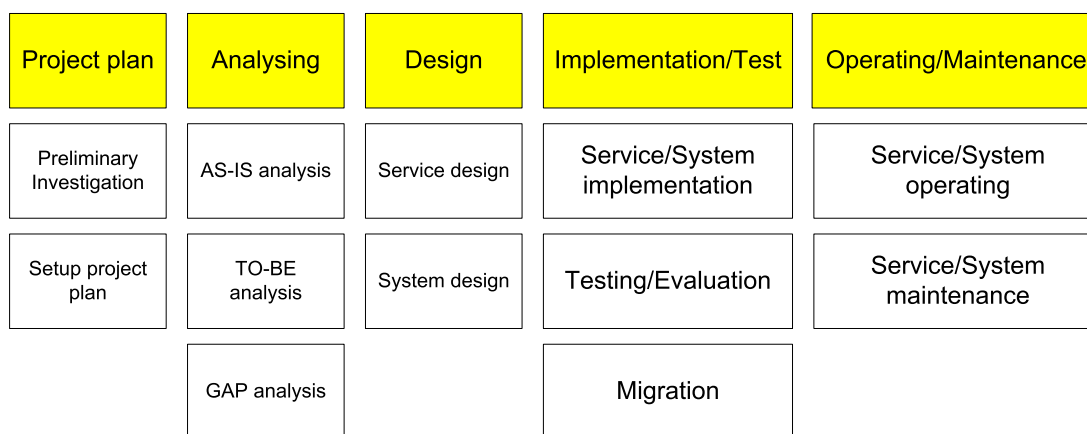 Project plan
Analysing
Design
Implementation/Test
Operating/Maintenance
Preliminary
Investigation
AS-IS analysis
Service design
Service/System
implementation
Service/System
operating
Setup project
plan
TO-BE
analysis
System design
Testing/Evaluation
Service/System
maintenance
GAP analysis
Migration